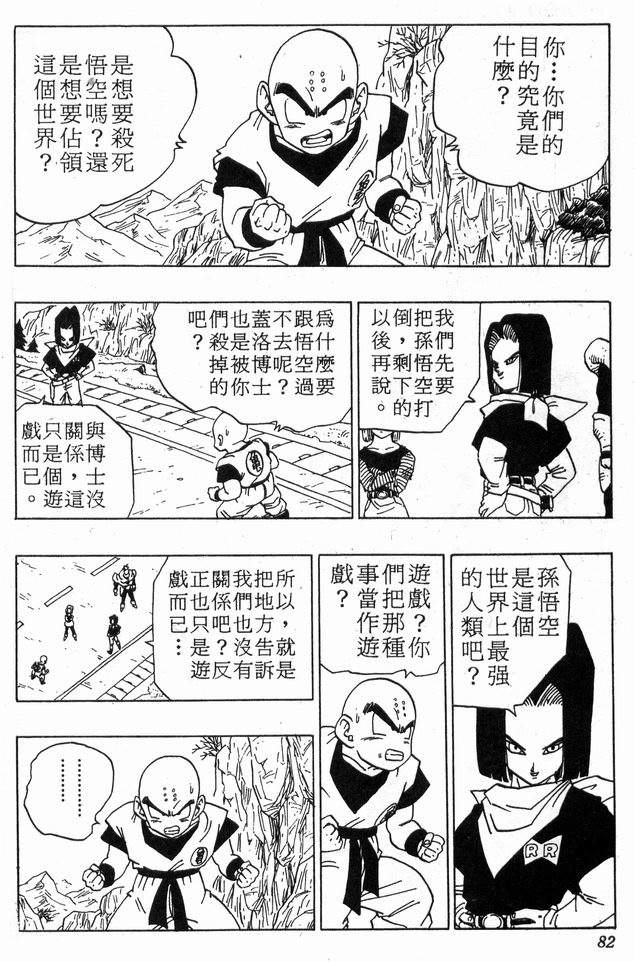 你…你們的
目的究竟是
什麼？
是想要殺死
悟空嗎？還
是想要佔領
這個世界？
我們先要
把孫悟空打
倒，剩下的
以後再說。
爲什麼要
跟悟空過
不去呢？
蓋洛博士
也是被你
們殺掉的
吧？
與博士沒
關係，這
只是個遊
戲而已。
孫悟空
是這個
世界上最强
的人類吧？
RR
遊戲？你
們把那種
事當作遊
戲？
所以，就是
把地方告訴
我們也沒有
關係吧？反
正也只是遊
戲而已…
……
……
82